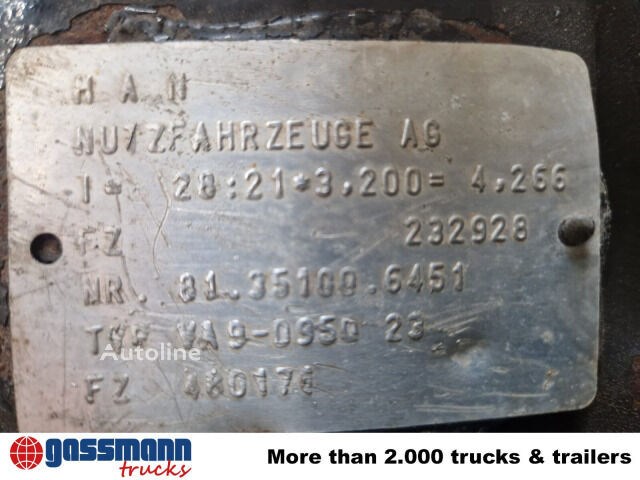 M A N
NUTZFAHRZEUGE AG
I= 28:21*3,200= 4,266
FZ 232928
NR. 81.35100.6451
TYP VA9-0950 23
Autoline
FZ 480176
gassmann
trucks
More than 2.000 trucks & trailers